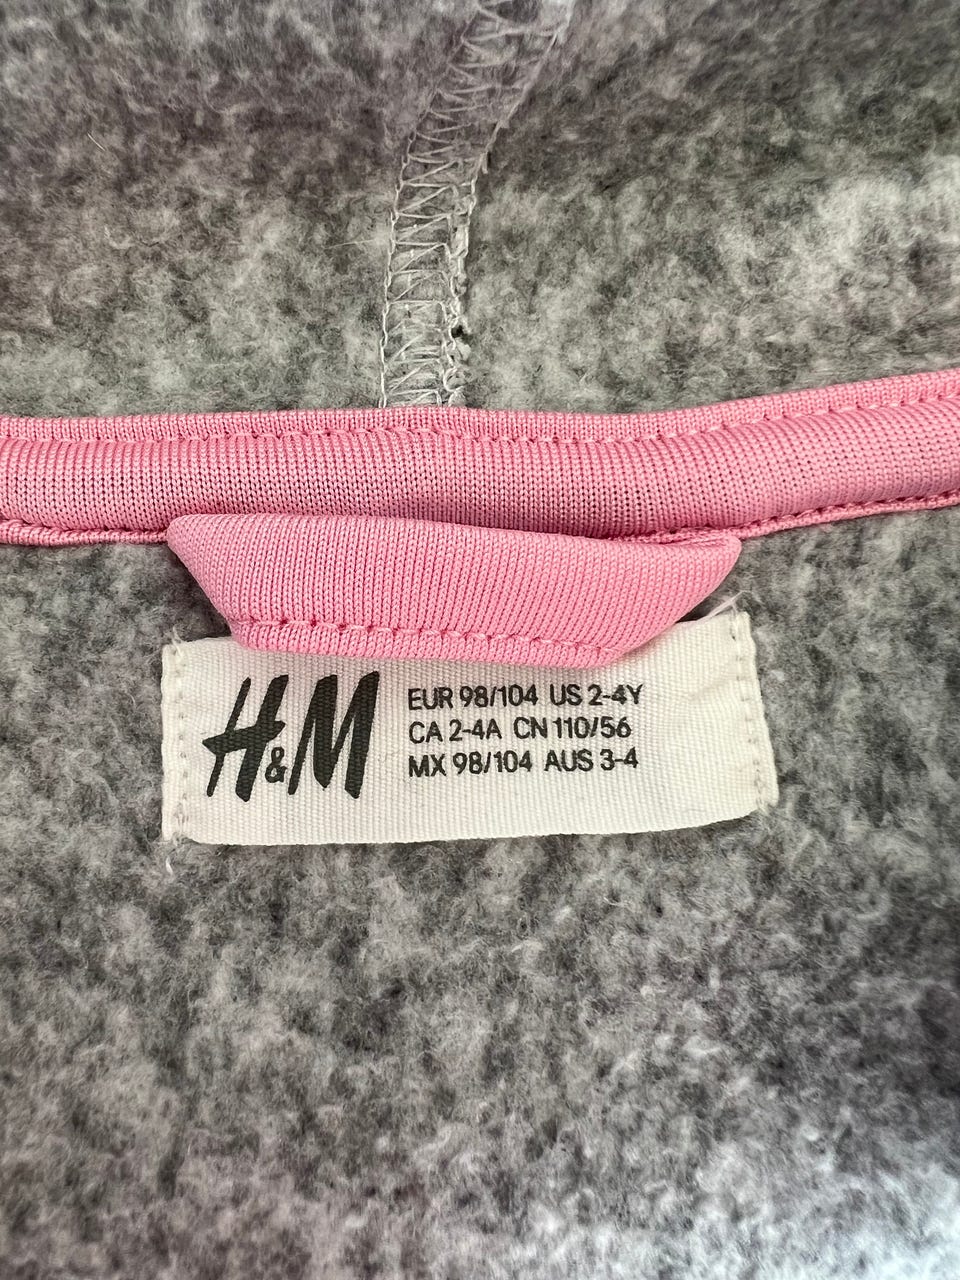 H&M
EUR 98/104 US 2-4Y
CA 2-4A CN 110/56
MX 98/104 AUS 3-4